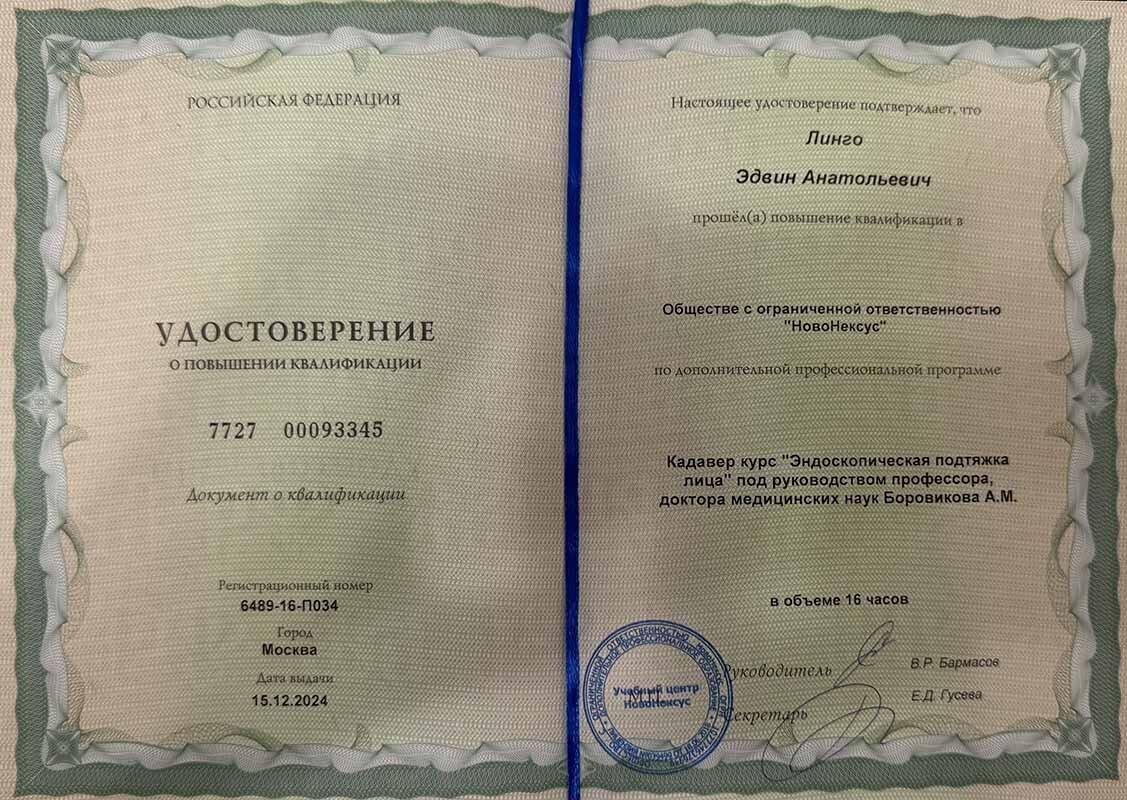 РОССИЙСКАЯ ФЕДЕРАЦИЯ
УДОСТОВЕРЕНИЕ
О ПОВЫШЕНИИ КВАЛИФИКАЦИИ
7727 00093345
Документ о квалификации
Регистрационный номер
6489-16-П034
Город
Москва
Дата выдачи
15.12.2024
Настоящее удостоверение подтверждает, что
Линго
Эдвин Анатольевич
прошёл(а) повышение квалификации в
Обществе с ограниченной ответственностью
"НовоНексус"
по дополнительной профессиональной программе
Кадавер курс "Эндоскопическая подтяжка
лица" под руководством профессора,
доктора медицинских наук Боровикова А.М.
в объеме 16 часов
Руководитель
В.Р. Бармасов
Е.Д. Гусева
Секретарь
М.П.
Учебный центр
НовоНексус